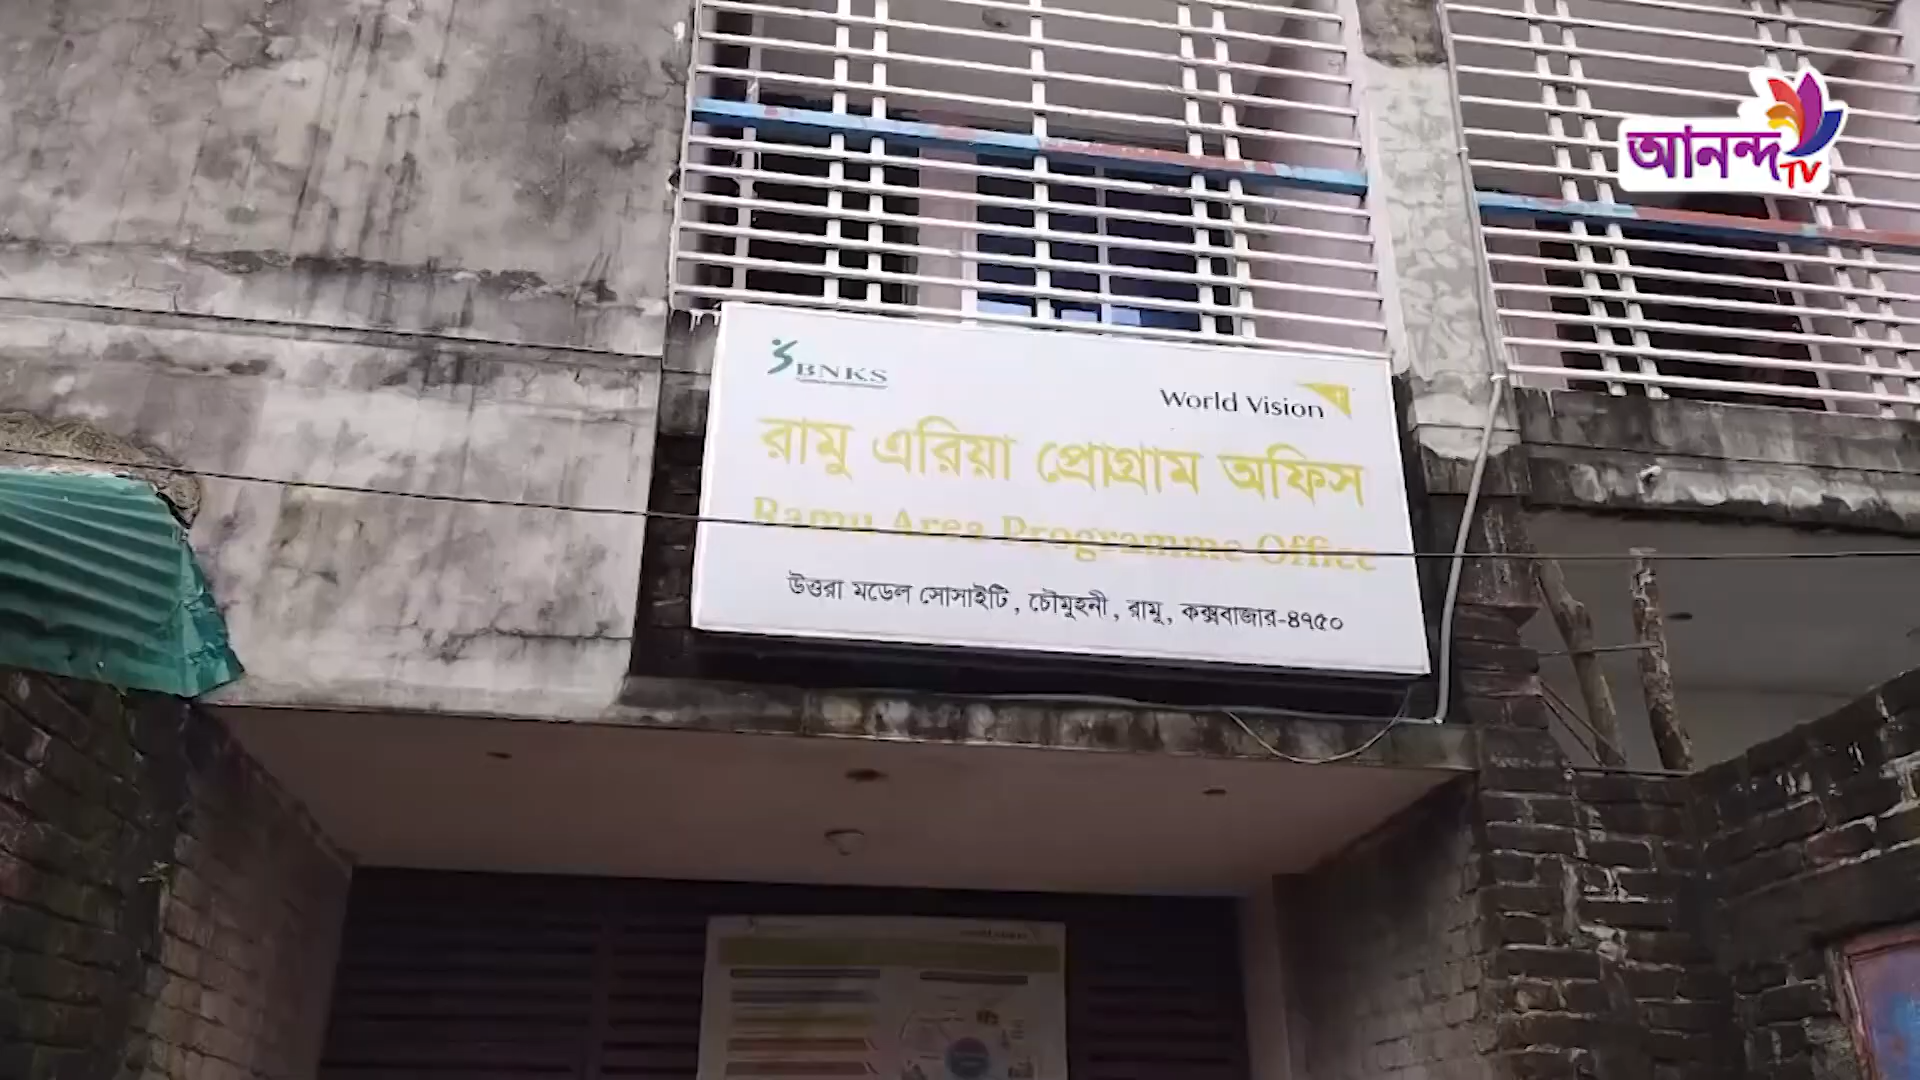 আনন্দ TV
BNKS
World Vision
রামু এরিয়া প্রোগ্রাম অফিস
Ramu Area Programme Office
উত্তরা মডেল সোসাইটি, চৌমুহনী, রামু, কক্সবাজার-৪৭৫০